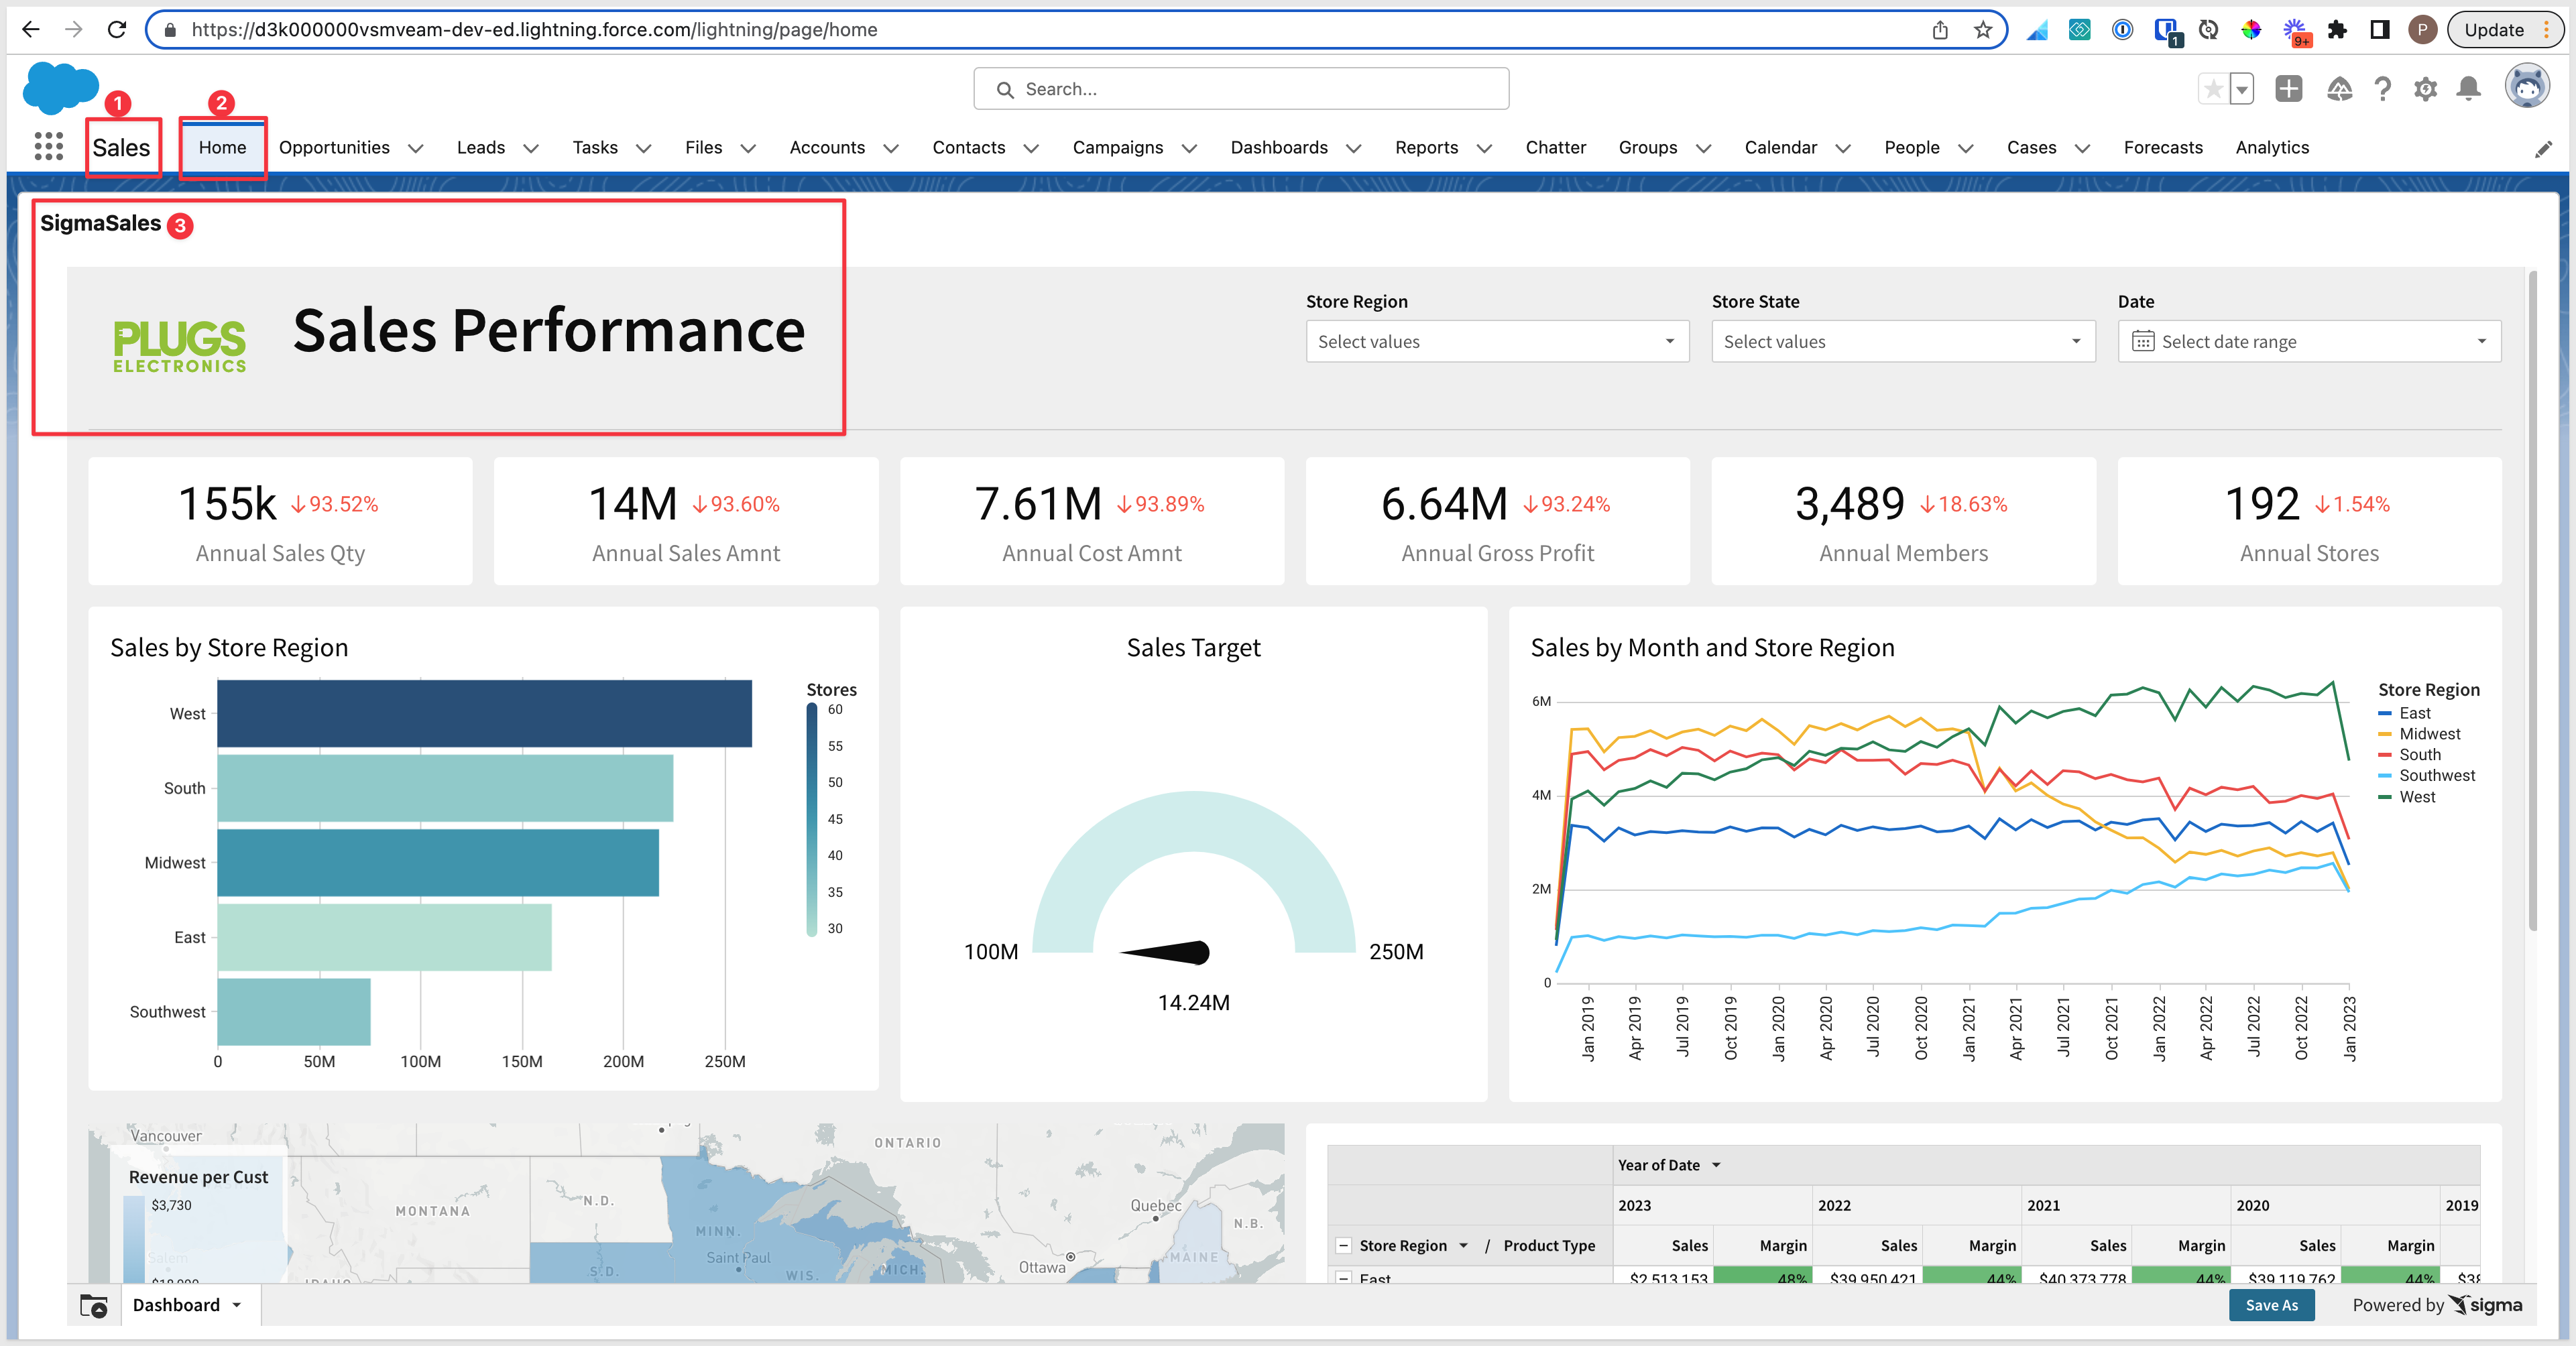 https://d3k000000vsmveam-dev-ed.lightning.force.com/lightning/page/home
1
9+
P
Update
Search...
1
2
Sales
Home
Opportunities
Leads
Tasks
Files
Accounts
Contacts
Campaigns
Dashboards
Reports
Chatter
Groups
Calendar
People
Cases
Forecasts
Analytics
SigmaSales 3
PLUGS
ELECTRONICS
Sales Performance
Store Region
Select values
Store State
Select values
Date
Select date range
155k ↓93.52%
Annual Sales Qty
14M ↓93.60%
Annual Sales Amnt
7.61M ↓93.89%
Annual Cost Amnt
6.64M ↓93.24%
Annual Gross Profit
3,489 ↓18.63%
Annual Members
192 ↓1.54%
Annual Stores
Sales by Store Region
West
South
Midwest
East
Southwest
0 50M 100M 150M 200M 250M
Stores
60
55
50
45
40
35
30
Sales Target
100M
250M
14.24M
Sales by Month and Store Region
6M
4M
2M
0
Jan 2019
Apr 2019
Jul 2019
Oct 2019
Jan 2020
Apr 2020
Jul 2020
Oct 2020
Jan 2021
Apr 2021
Jul 2021
Oct 2021
Jan 2022
Apr 2022
Jul 2022
Oct 2022
Jan 2023
Store Region
East
Midwest
South
Southwest
West
Vancouver
ONTARIO
Revenue per Cust
$3,730
Salem
MONTANA
N.D.
MINN.
Saint Paul
S.D.
WIS.
MICH.
IDAHO
Quebec
N.B.
MAINE
Ottawa
Year of Date
2023 2022 2021 2020 2019
Store Region / Product Type Sales Margin Sales Margin Sales Margin Sales Margin
East $2,513,153 48% $39,950,421 44% $40,373,778 44% $39,119,762 44%
Dashboard
Save As
Powered by sigma